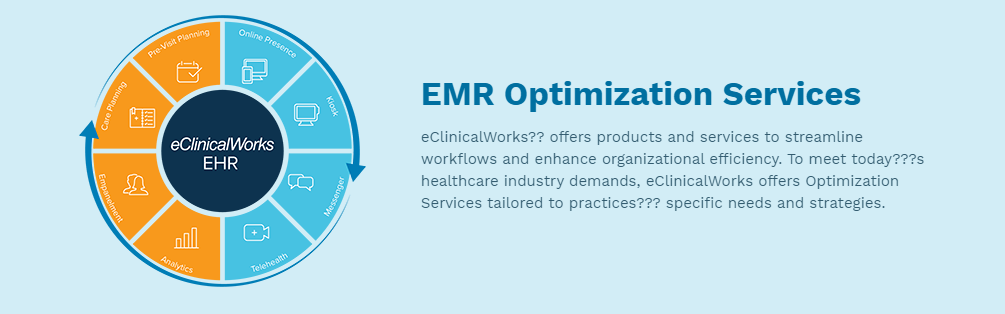 Pre-Visit Planning
Online Presence
Care Planning
Kiosk
eClinicalWorks
EHR
Empanelment
Messenger
Analytics
Telehealth
EMR Optimization Services
eClinicalWorks?? offers products and services to streamline
workflows and enhance organizational efficiency. To meet today???s
healthcare industry demands, eClinicalWorks offers Optimization
Services tailored to practices??? specific needs and strategies.